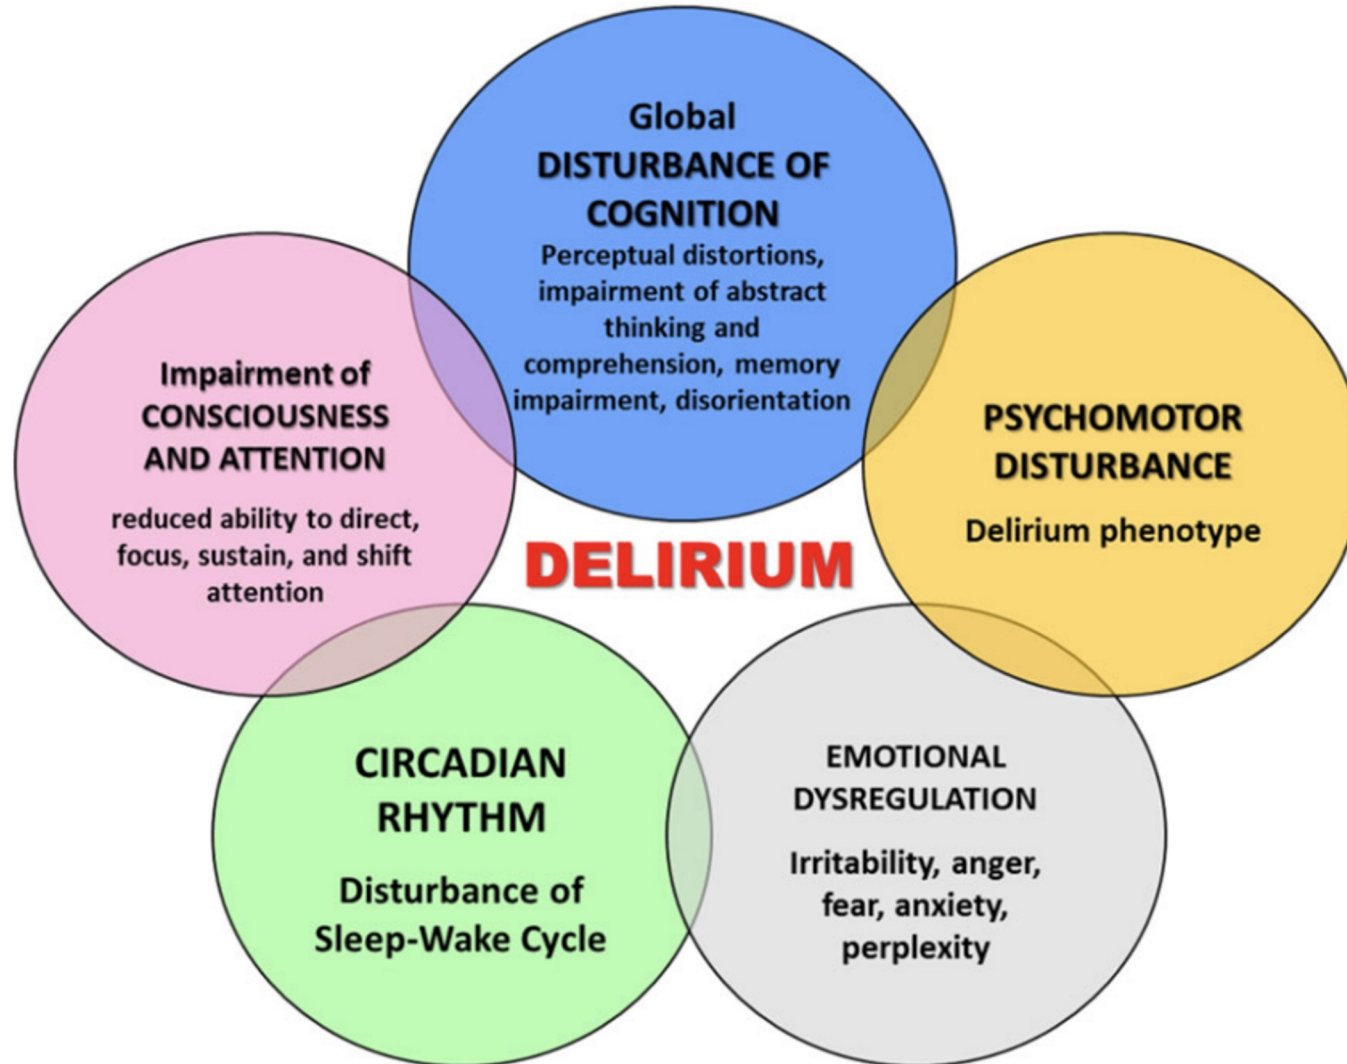 Global
DISTURBANCE OF
COGNITION
Perceptual distortions,
impairment of abstract
thinking and
comprehension, memory
impairment, disorientation
Impairment of
CONSCIOUSNESS
AND ATTENTION
reduced ability to direct,
focus, sustain, and shift
attention
PSYCHOMOTOR
DISTURBANCE
Delirium phenotype
DELIRIUM
CIRCADIAN
RHYTHM
Disturbance of
Sleep-Wake Cycle
EMOTIONAL
DYSREGULATION
Irritability, anger,
fear, anxiety,
perplexity